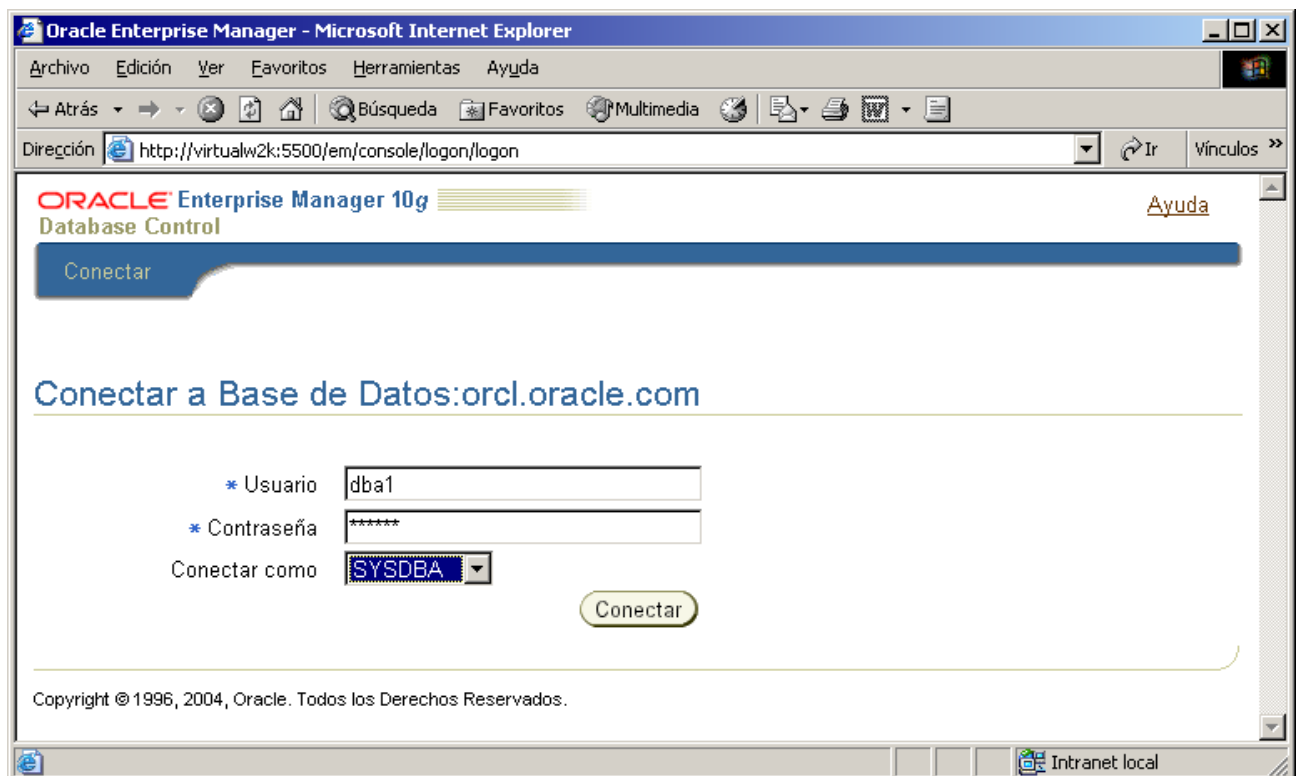 Oracle Enterprise Manager - Microsoft Internet Explorer
Archivo Edición Ver Favoritos Herramientas Ayuda
Atrás Búsqueda Favoritos Multimedia
Dirección http://virtualw2k:5500/em/console/logon/logon Ir Vínculos »
ORACLE Enterprise Manager 10g
Database Control
Ayuda
Conectar
Conectar a Base de Datos:orcl.oracle.com
* Usuario dba1
* Contraseña ******
Conectar como SYSDBA
Conectar
Copyright © 1996, 2004, Oracle. Todos los Derechos Reservados.
Intranet local